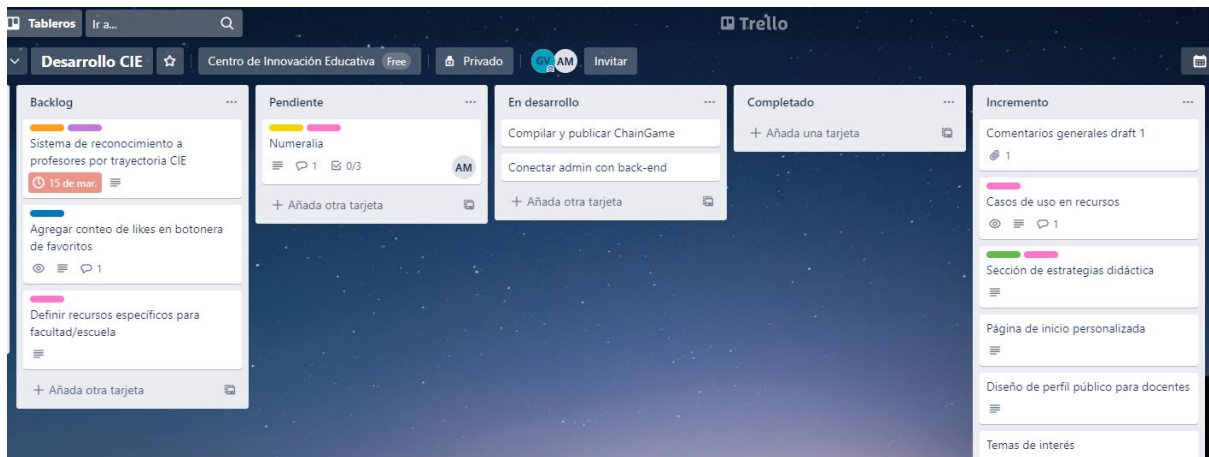 Tableros
Ir a...
Trello
Desarrollo CIE
Centro de Innovación Educativa Free
Privado
GV AM
Invitar
Backlog
Sistema de reconocimiento a
profesores por trayectoria CIE
15 de mar.
Agregar conteo de likes en botonera
de favoritos
1
Definir recursos específicos para
facultad/escuela
+ Añada otra tarjeta
Pendiente
Numeralia
1 0/3
AM
+ Añada otra tarjeta
En desarrollo
Compilar y publicar ChainGame
Conectar admin con back-end
+ Añada otra tarjeta
Completado
+ Añada una tarjeta
Incremento
Comentarios generales draft 1
1
Casos de uso en recursos
1
Sección de estrategias didáctica
Página de inicio personalizada
Diseño de perfil público para docentes
Temas de interés